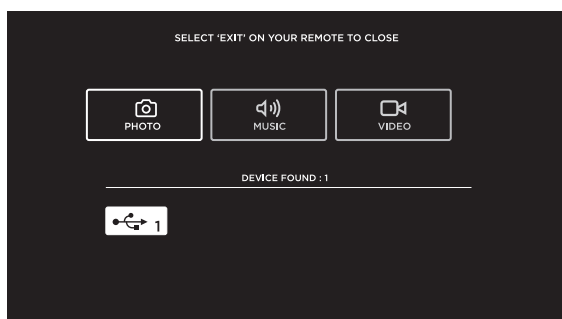 SELECT 'EXIT' ON YOUR REMOTE TO CLOSE
PHOTO
MUSIC
VIDEO
DEVICE FOUND : 1
1